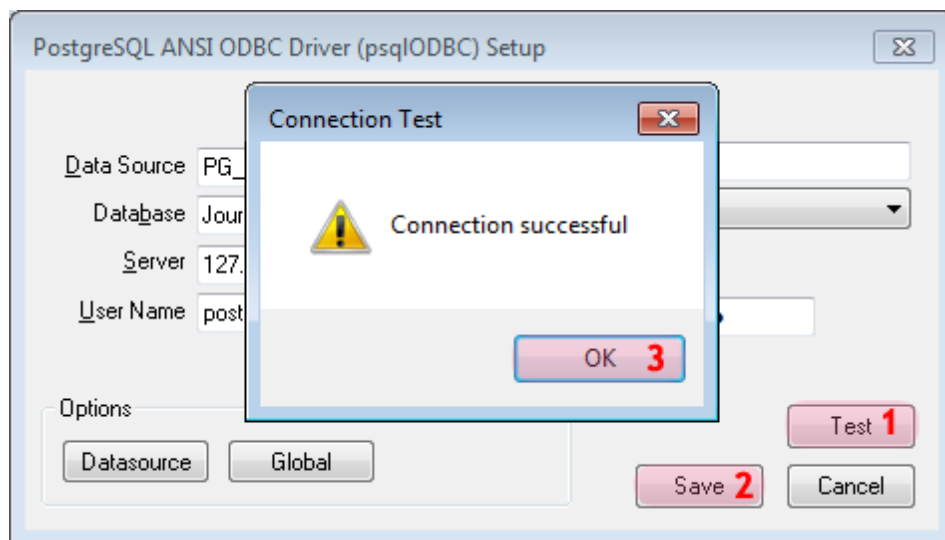 PostgreSQL ANSI ODBC Driver (psqlODBC) Setup
Connection Test
Data Source PG_
Database Jour
Server 127.
User Name post
Connection successful
OK 3
Options
Datasource Global
Test 1
Save 2 Cancel